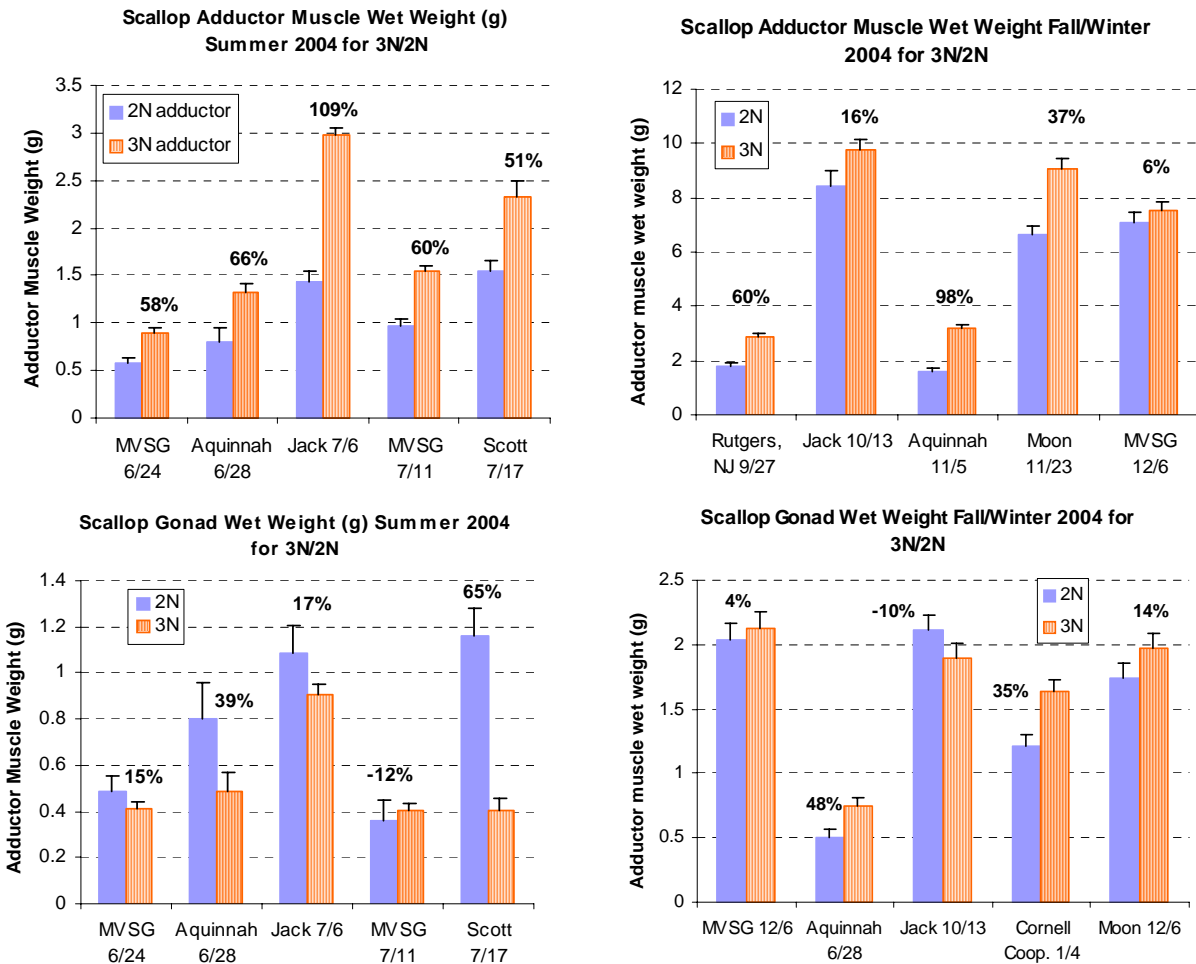 Scallop Adductor Muscle Wet Weight (g)
Summer 2004 for 3N/2N
3.5
3
2.5
2
1.5
1
0.5
0
Adductor Muscle Weight (g)
2N adductor
3N adductor
58%
66%
109%
60%
51%
MVSG Aquinnah Jack 7/6 MVSG Scott
6/24 6/28 7/11 7/17
Scallop Adductor Muscle Wet Weight Fall/Winter
2004 for 3N/2N
12
10
8
6
4
2
0
Adductor muscle wet weight (g)
2N
3N
60%
16%
98%
37%
6%
Rutgers, Jack 10/13 Aquinnah Moon MVSG
NJ 9/27 11/5 11/23 12/6
Scallop Gonad Wet Weight (g) Summer 2004
for 3N/2N
1.4
1.2
1
0.8
0.6
0.4
0.2
0
Adductor Muscle Weight (g)
2N
3N
15%
39%
17%
-12%
65%
MVSG Aquinnah Jack 7/6 MVSG Scott
6/24 6/28 7/11 7/17
Scallop Gonad Wet Weight Fall/Winter 2004 for
3N/2N
2.5
2
1.5
1
0.5
0
Adductor muscle wet weight (g)
2N
3N
4%
48%
-10%
35%
14%
MVSG 12/6 Aquinnah Jack 10/13 Cornell Moon 12/6
6/28 Coop. 1/4